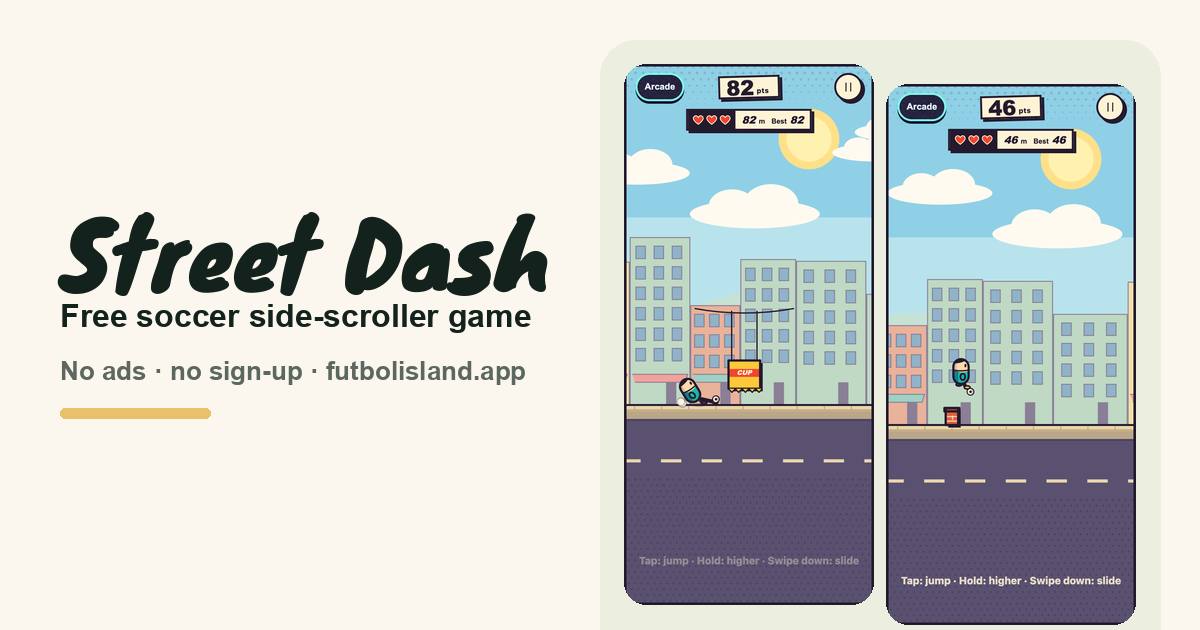 Street Dash
Free soccer side-scroller game
No ads · no sign-up · futbolisland.app
Arcade
82 pts
82 m Best 82
CUP
Tap: jump · Hold: higher · Swipe down: slide
Arcade
46 pts
46 m Best 46
Tap: jump · Hold: higher · Swipe down: slide